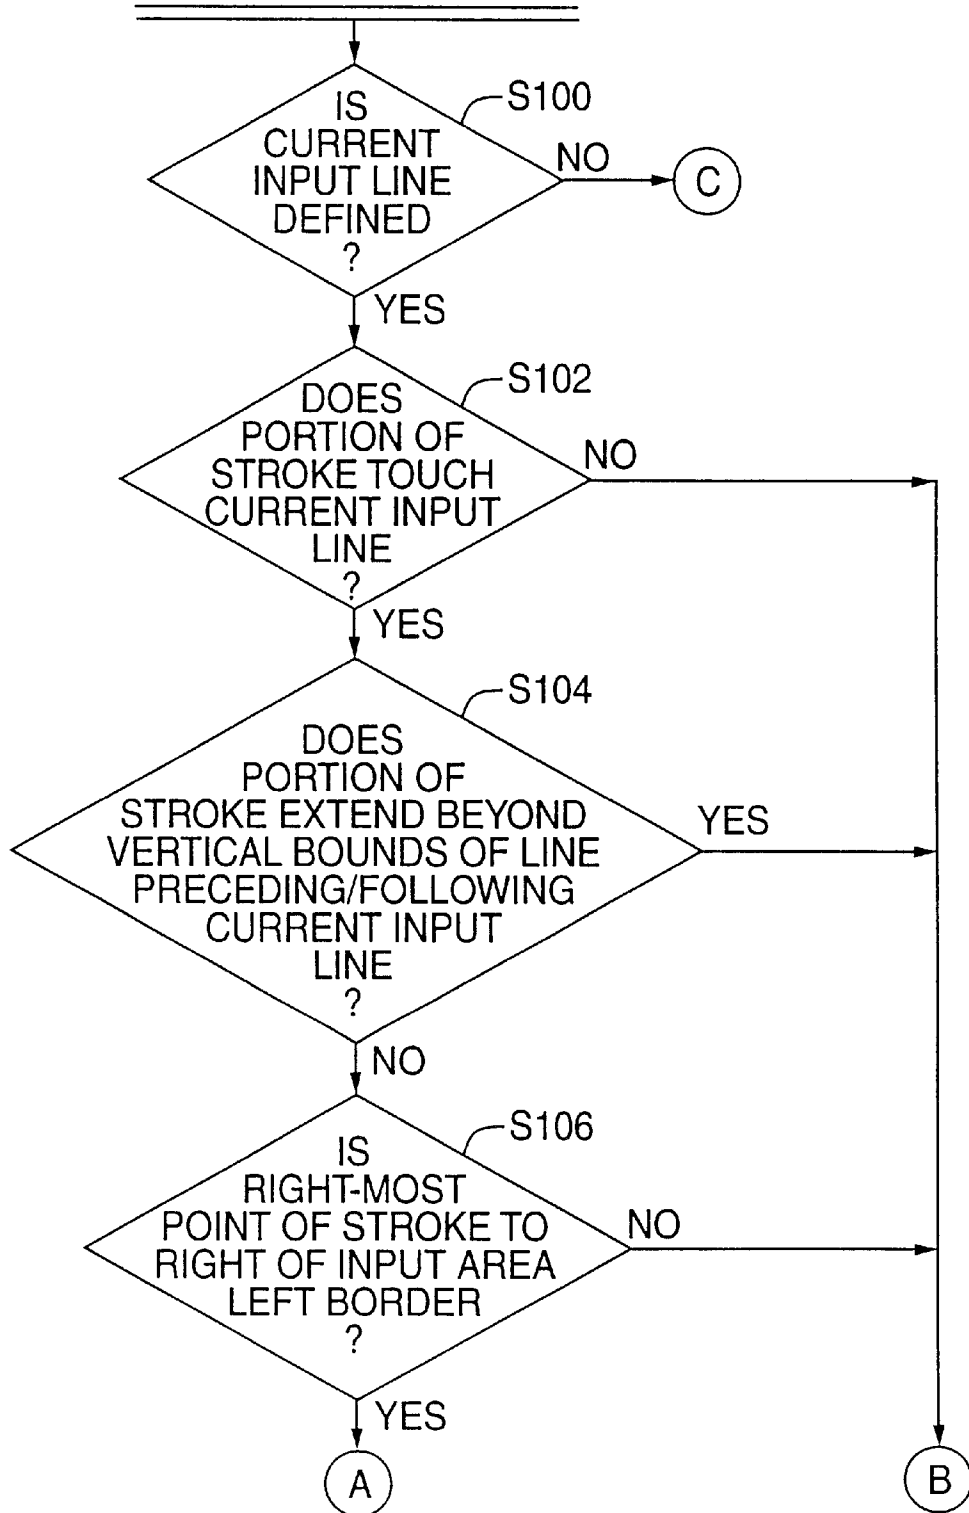 S100
IS
CURRENT
INPUT LINE
DEFINED
?
NO
C
YES
S102
DOES
PORTION OF
STROKE TOUCH
CURRENT INPUT
LINE
?
NO
YES
S104
DOES
PORTION OF
STROKE EXTEND BEYOND
VERTICAL BOUNDS OF LINE
PRECEDING/FOLLOWING
CURRENT INPUT
LINE
?
YES
NO
S106
IS
RIGHT-MOST
POINT OF STROKE TO
RIGHT OF INPUT AREA
LEFT BORDER
?
NO
YES
A
B